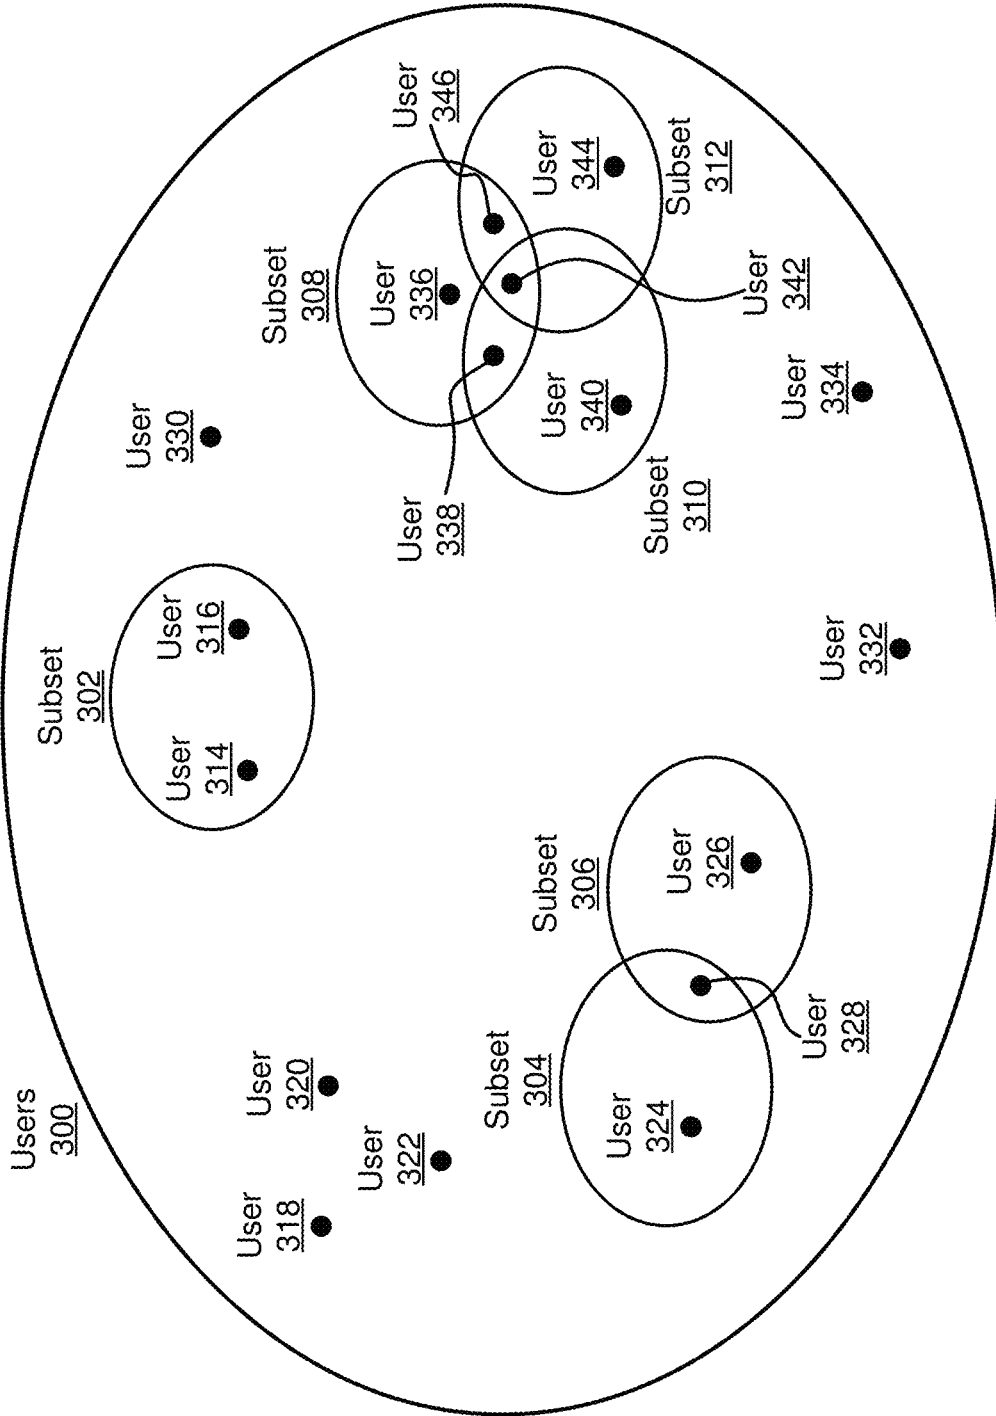 Users
300
User
318
User
320
User
322
Subset
302
User
314
User
316
User
330
Subset
304
User
324
Subset
306
User
326
User
328
User
332
User
334
Subset
308
User
336
User
338
Subset
310
User
340
User
342
User
346
User
344
Subset
312